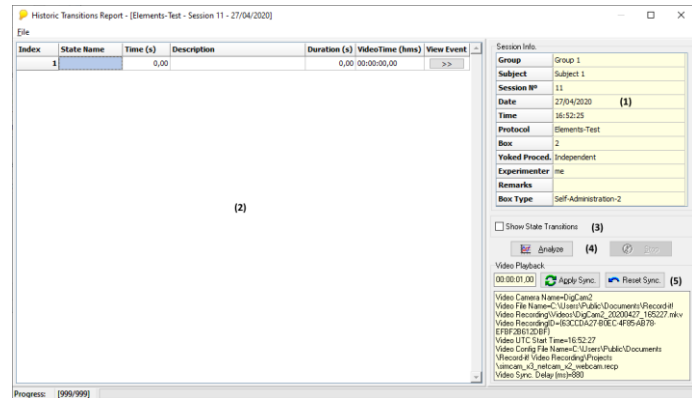 Historic Transitions Report - [Elements-Test - Session 11 - 27/04/2020]
File
Index State Name Time (s) Description Duration (s) VideoTime (hms) View Event
1 0,00 0,00 00:00:00,00 >>
(2)
Session Info.
Group Group 1
Subject Subject 1
Session Nº 11
Date 27/04/2020 (1)
Time 16:52:25
Protocol Elements-Test
Box 2
Yoked Proced. Independent
Experimenter me
Remarks
Box Type Self-Administration-2
Show State Transitions (3)
Analyze (4) Stop
Video Playback
00:00:01,00 Apply Sync. Reset Sync. (5)
Video Camera Name=DigCam2
Video File Name=C:\Users\Public\Documents\Record-it!
Video Recording\Videos\DigCam2_20200427_165227.mkv
Video RecordingID={63CCDA27-B0EC-4F85-AB78-
EFBF2B612DBF}
Video UTC Start Time=16:52:27
Video Config File Name=C:\Users\Public\Documents
\Record-it! Video Recording\Projects
\simcam_x3_netcam_x2_webcam.recp
Video Sync. Delay (ms)=880
Progress: [999/999]